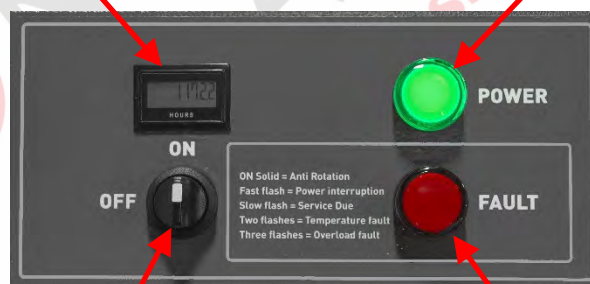 HOURS
POWER
ON
OFF
ON Solid = Anti Rotation
Fast flash = Power interruption
Slow flash = Service Due
Two flashes = Temperature fault
Three flashes = Overload fault
FAULT